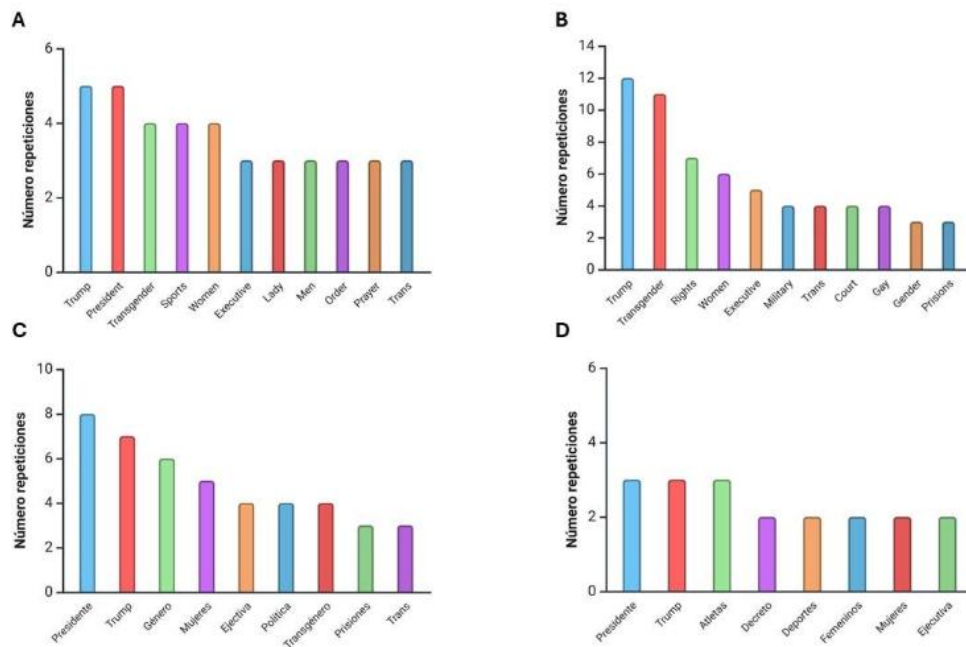 A
Número repeticiones
6
4
2
0
Trump
President
Transgender
Sports
Women
Executive
Lady
Men
Order
Prayer
Trans
B
Número repeticiones
14
12
10
8
6
4
2
0
Trump
Transgender
Rights
Women
Executive
Military
Trans
Court
Gay
Gender
Prisions
C
Número repeticiones
10
8
6
4
2
0
Presidente
Trump
Género
Mujeres
Ejectiva
Política
Transgénero
Prisiones
Trans
D
Número repeticiones
6
4
2
0
Presidente
Trump
Atletas
Decreto
Deportes
Femeninos
Mujeres
Ejecutiva